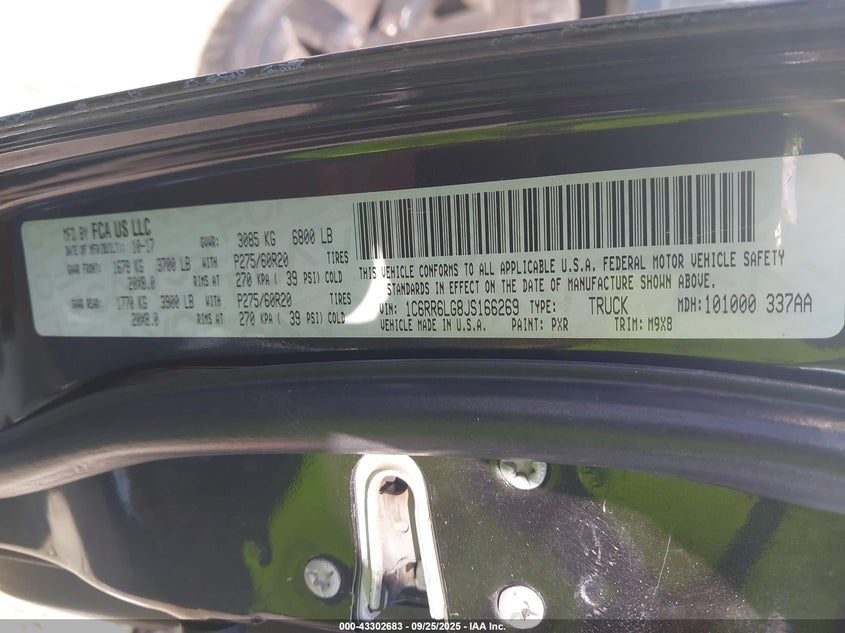 MFD BY FCA US LLC
DATE OF MFR(BUILT): 10-17 GVWR: 3085 KG 6800 LB
GAWR FRONT: 1679 KG 3700 LB WITH P275/60R20 TIRES
20X8.0 RIMS AT 270 KPA ( 39 PSI) COLD
GAWR REAR: 1770 KG 3900 LB WITH P275/60R20 TIRES
20X8.0 RIMS AT 270 KPA ( 39 PSI) COLD
THIS VEHICLE CONFORMS TO ALL APPLICABLE U.S.A. FEDERAL MOTOR VEHICLE SAFETY
STANDARDS IN EFFECT ON THE DATE OF MANUFACTURE SHOWN ABOVE.
VIN: 1C6RR6LG8JS166269 TYPE: TRUCK MDH: 101000 337AA
VEHICLE MADE IN U.S.A. PAINT: PXR TRIM: M9X8
000-43302683 - 09/25/2025 - IAA Inc.